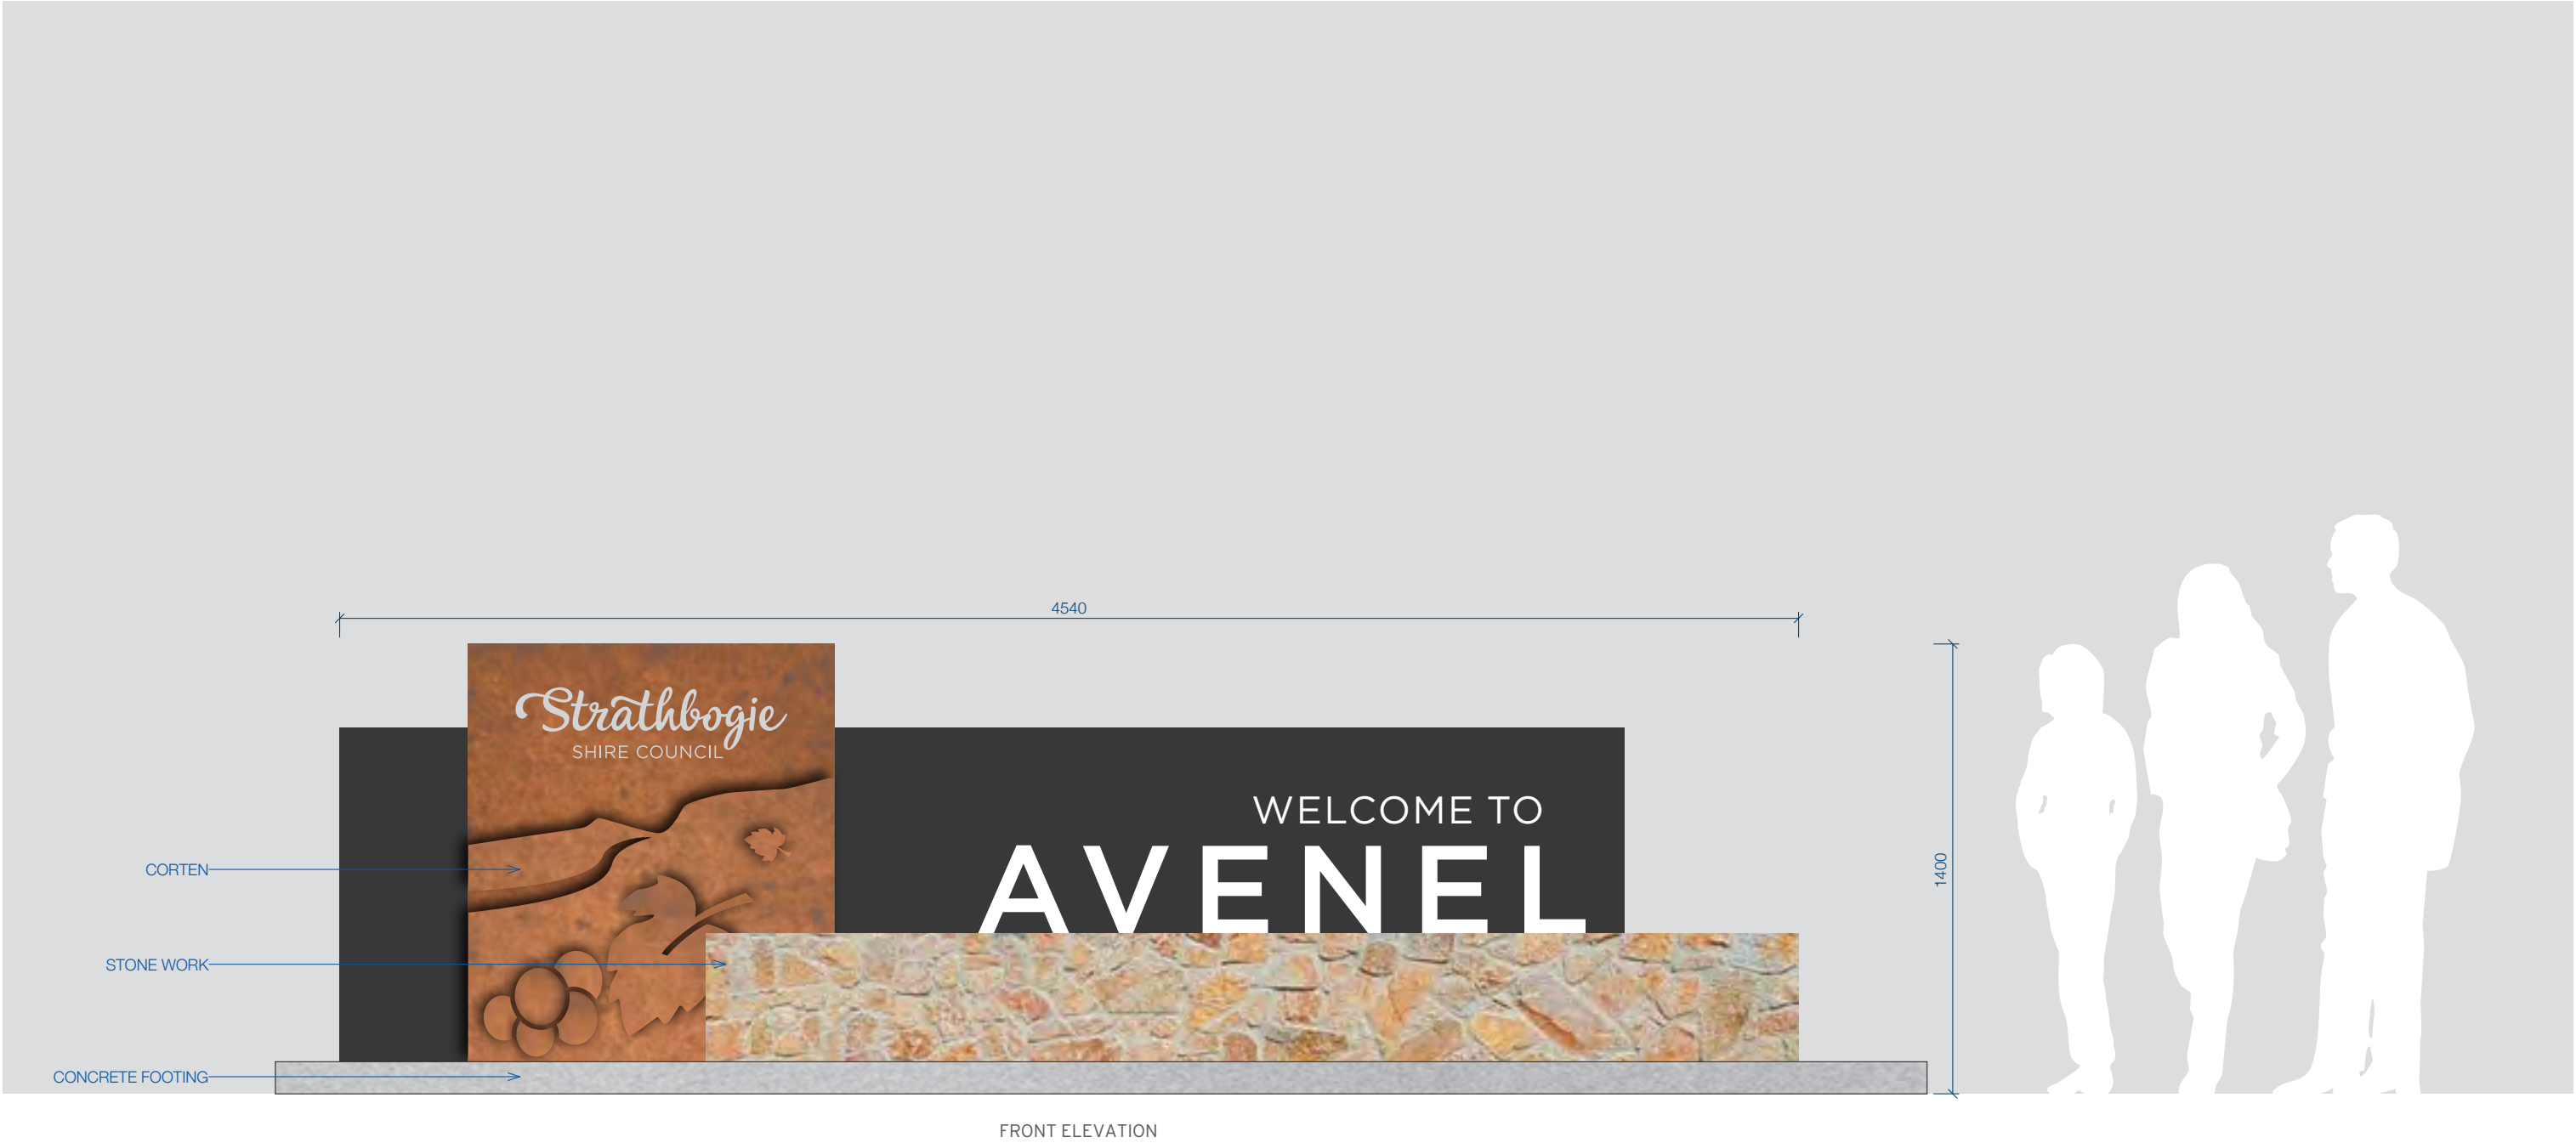 4540
Strathbogie
SHIRE COUNCIL
WELCOME TO
AVENEL
1400
CORTEN
STONE WORK
CONCRETE FOOTING
FRONT ELEVATION